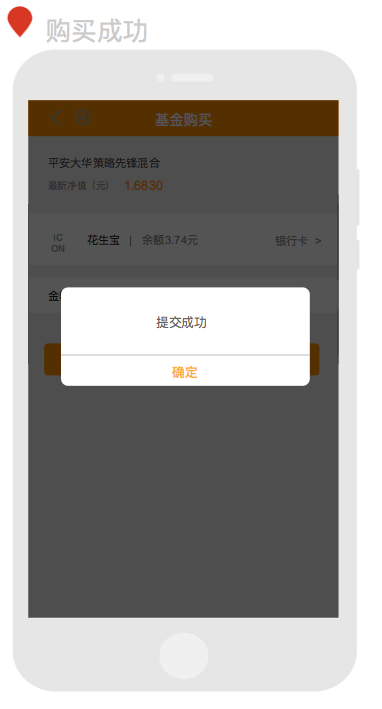 购买成功
基金购买
平安大华策略先锋混合
最新净值（元） 1.6830
IC
ON
花生宝 | 余额3.74元 银行卡 >
金
提交成功
确定